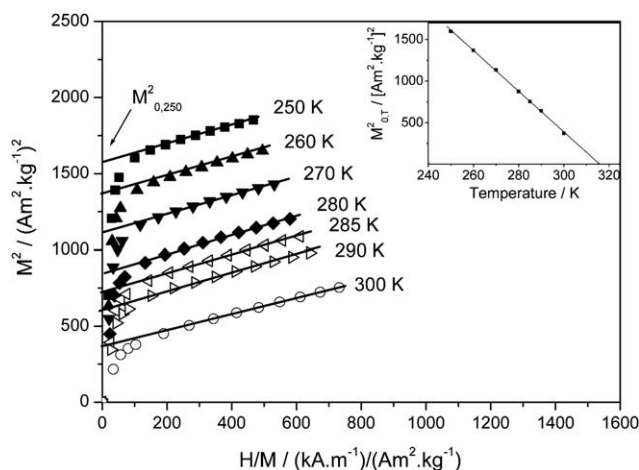 M²₀,₂₅₀
250 K
260 K
270 K
280 K
285 K
290 K
300 K
M² / (Am².kg⁻¹)²
2500
2000
1500
1000
500
0
0 200 400 600 800 1000 1200 1400 1600
H/M / (kA.m⁻¹)/(Am².kg⁻¹)
M²₀,T / [Am².kg⁻¹]²
1500
1000
500
240 260 280 300 320
Temperature / K